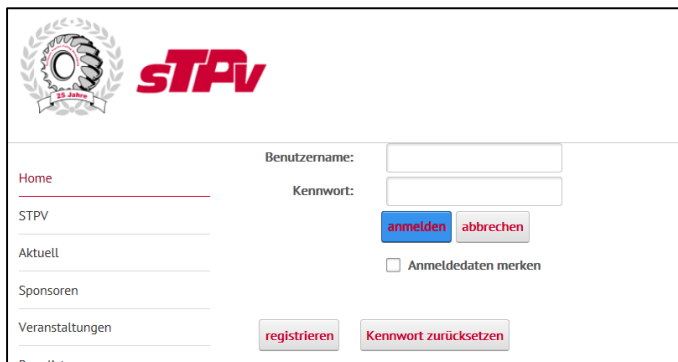 25 Jahre
sTPV
Benutzername:
Kennwort:
anmelden abbrechen
Anmeldedaten merken
registrieren Kennwort zurücksetzen
Home
STPV
Aktuell
Sponsoren
Veranstaltungen